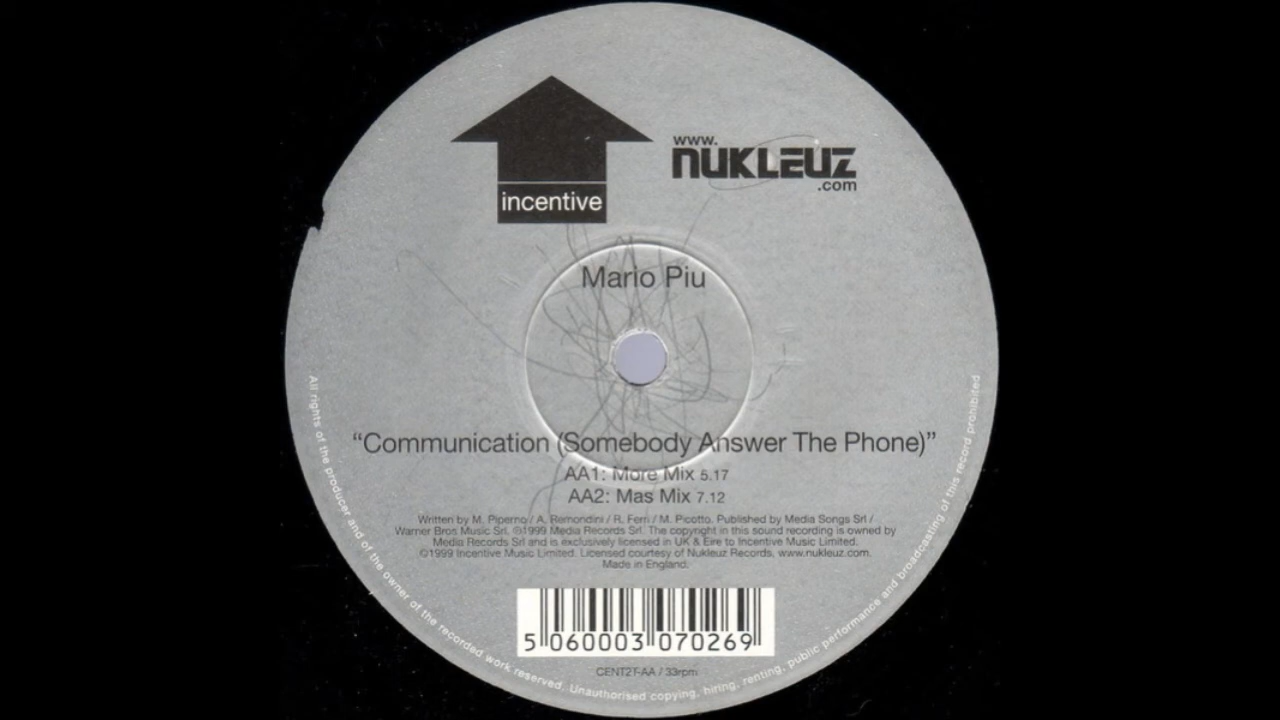 incentive
www.
NUKLEUZ
.com
Mario Piu
“Communication (Somebody Answer The Phone)”
AA1: More Mix 5.17
AA2: Mas Mix 7.12
Written by M. Piperno / A. Remondini / R. Ferri / M. Picotto. Published by Media Songs Srl /
Warner Bros Music Srl. ℗1999 Media Records Srl. The copyright in this sound recording is owned by
Media Records Srl and is exclusively licensed in UK & Eire to Incentive Music Limited.
©1999 Incentive Music Limited. Licensed courtesy of Nukleuz Records. www.nukleuz.com.
Made in England.
5 060003 070269
CENT2T-AA / 33rpm
All rights of the producer and of the owner of the recorded work reserved. Unauthorised copying, hiring, renting, public performance and broadcasting of this record prohibited